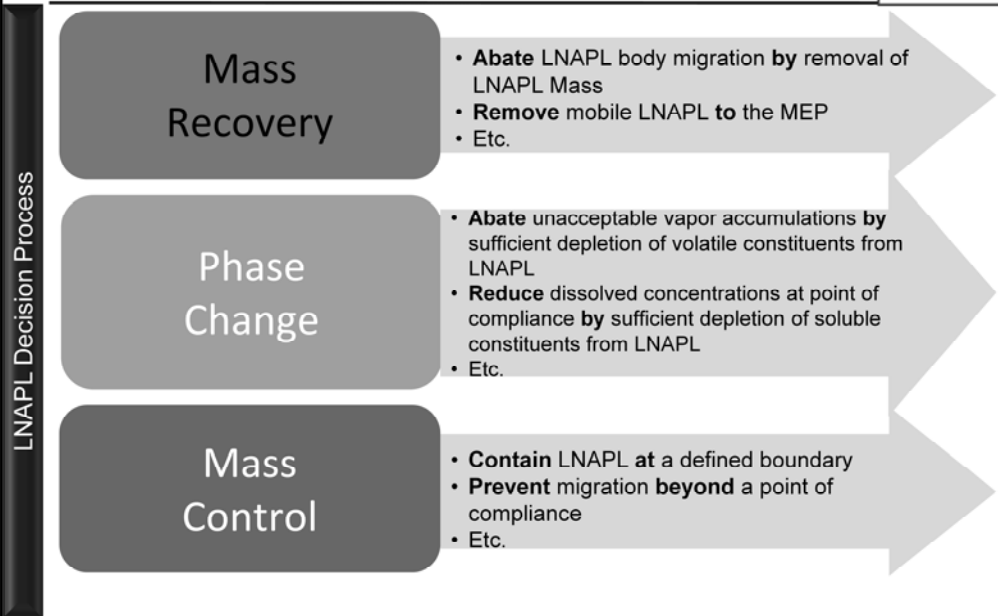 LNAPL Decision Process
Mass
Recovery
• Abate LNAPL body migration by removal of
LNAPL Mass
• Remove mobile LNAPL to the MEP
• Etc.
Phase
Change
• Abate unacceptable vapor accumulations by
sufficient depletion of volatile constituents from
LNAPL
• Reduce dissolved concentrations at point of
compliance by sufficient depletion of soluble
constituents from LNAPL
• Etc.
Mass
Control
• Contain LNAPL at a defined boundary
• Prevent migration beyond a point of
compliance
• Etc.